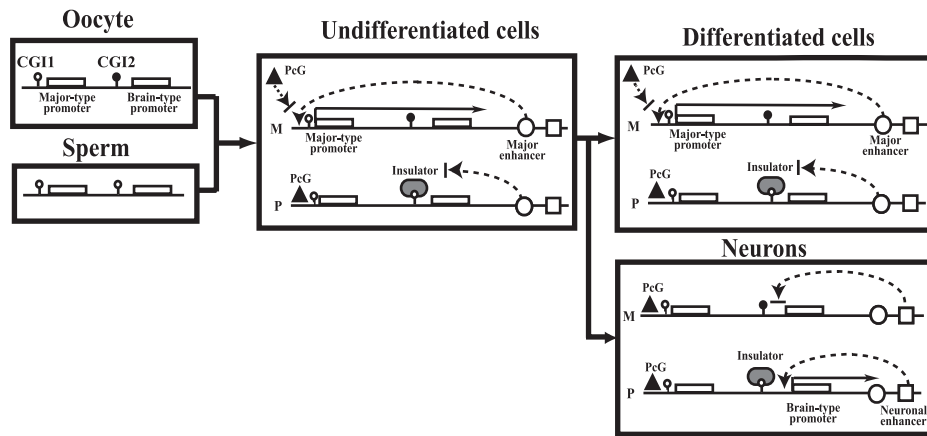 Oocyte
CGI1 CGI2
Major-type promoter
Brain-type promoter
Sperm
Undifferentiated cells
PcG
M
Major-type promoter
Major enhancer
Insulator
PcG
P
Differentiated cells
PcG
M
Major-type promoter
Major enhancer
Insulator
PcG
P
Neurons
PcG
M
Insulator
PcG
P
Brain-type promoter
Neuronal enhancer